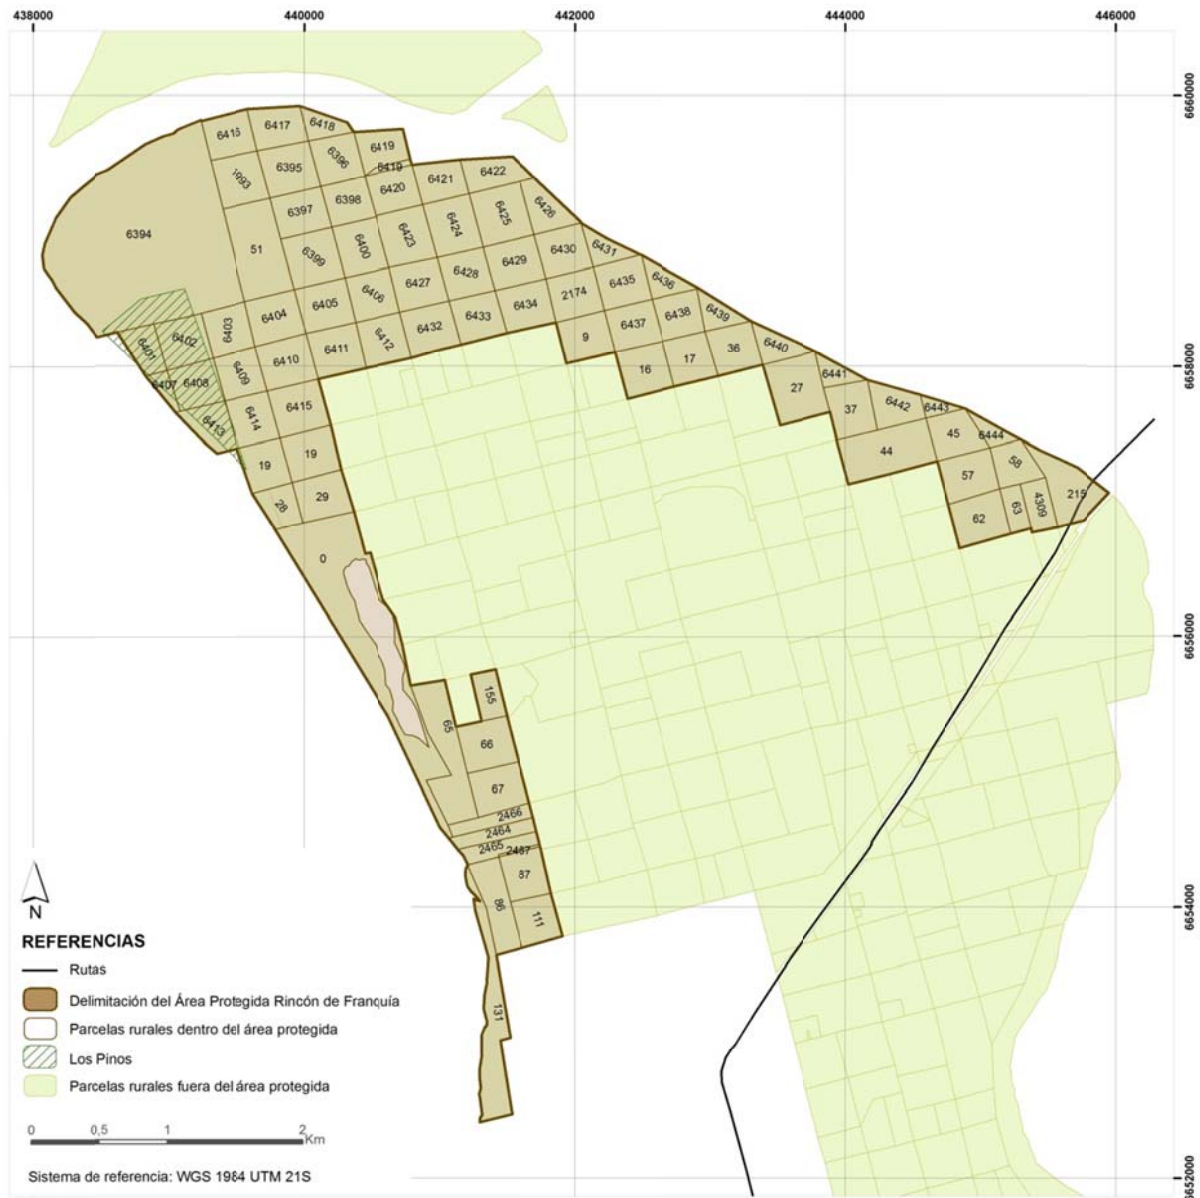 438000 440000 442000 444000 446000
6660000
6658000
6656000
6654000
6652000
6415 6417 6418
6419
1993 6395 6396 6419
6420 6421 6422
6394 6397 6398
51 6399 6400 6423 6424 6425 6426
6427 6428 6429 6430 6431
6403 6404 6405 6406 2174 6435 6436
6401 6402 6432 6433 6434
6409 6410 6411 6412 9 6437 6438 6439
6407 6408 16 17 36 6440
6413 6414 6415 27 6441
37 6442 6443
19 19 44 45 6444
28 29 57 58
62 63 4309 215
0
65 155
66
67
2466
2464
2465 2467
87
86 111
131
N
REFERENCIAS
Rutas
Delimitación del Área Protegida Rincón de Franquía
Parcelas rurales dentro del área protegida
Los Pinos
Parcelas rurales fuera del área protegida
0 0,5 1 2
Km
Sistema de referencia: WGS 1984 UTM 21S